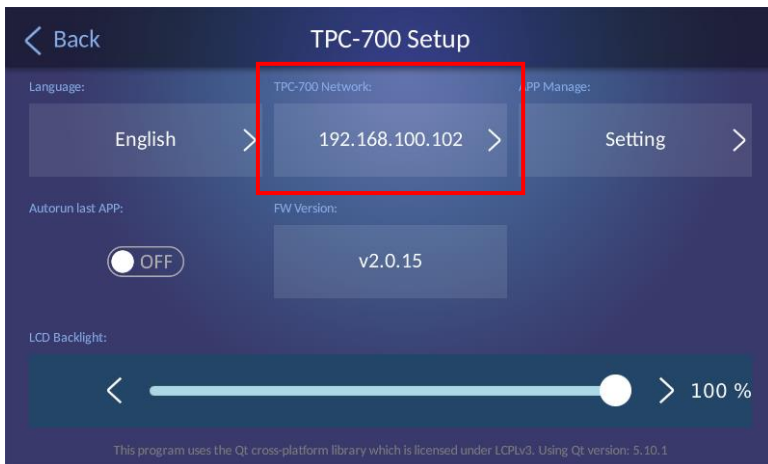 Back
TPC-700 Setup
Language:
TPC-700 Network:
APP Manage:
English
192.168.100.102
Setting
Autorun last APP:
FW Version:
OFF
v2.0.15
LCD Backlight:
100 %
This program uses the Qt cross-platform library which is licensed under LCPLv3. Using Qt version: 5.10.1